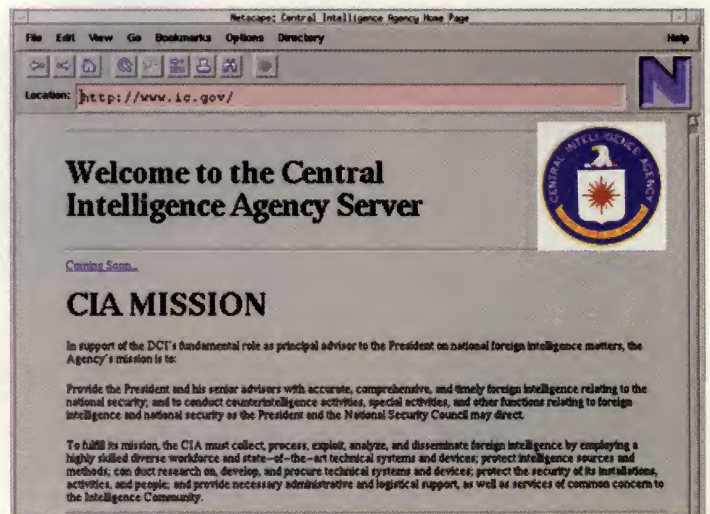 Netscape: Central Intelligence Agency Home Page
File Edit View Go Bookmarks Options Directory Help
Location: http://www.ic.gov/
N
Welcome to the Central
Intelligence Agency Server
CENTRAL INTELLIGENCE AGENCY
Coming Soon...
CIA MISSION
In support of the DCI's fundamental role as principal advisor to the President on national foreign intelligence matters, the
Agency's mission is to:
Provide the President and his senior advisors with accurate, comprehensive, and timely foreign intelligence relating to the
national security; and to conduct counterintelligence activities, special activities, and other functions relating to foreign
intelligence and national security as the President and the National Security Council may direct.
To fulfill its mission, the CIA must collect, process, exploit, analyze, and disseminate foreign intelligence by employing a
highly skilled diverse workforce and state-of-the-art technical systems and devices; protect intelligence sources and
methods; con duct research on, develop, and procure technical systems and devices; protect the security of its installations,
activities, and people; and provide necessary administrative and logistical support, as well as services of common concern to
the Intelligence Community.